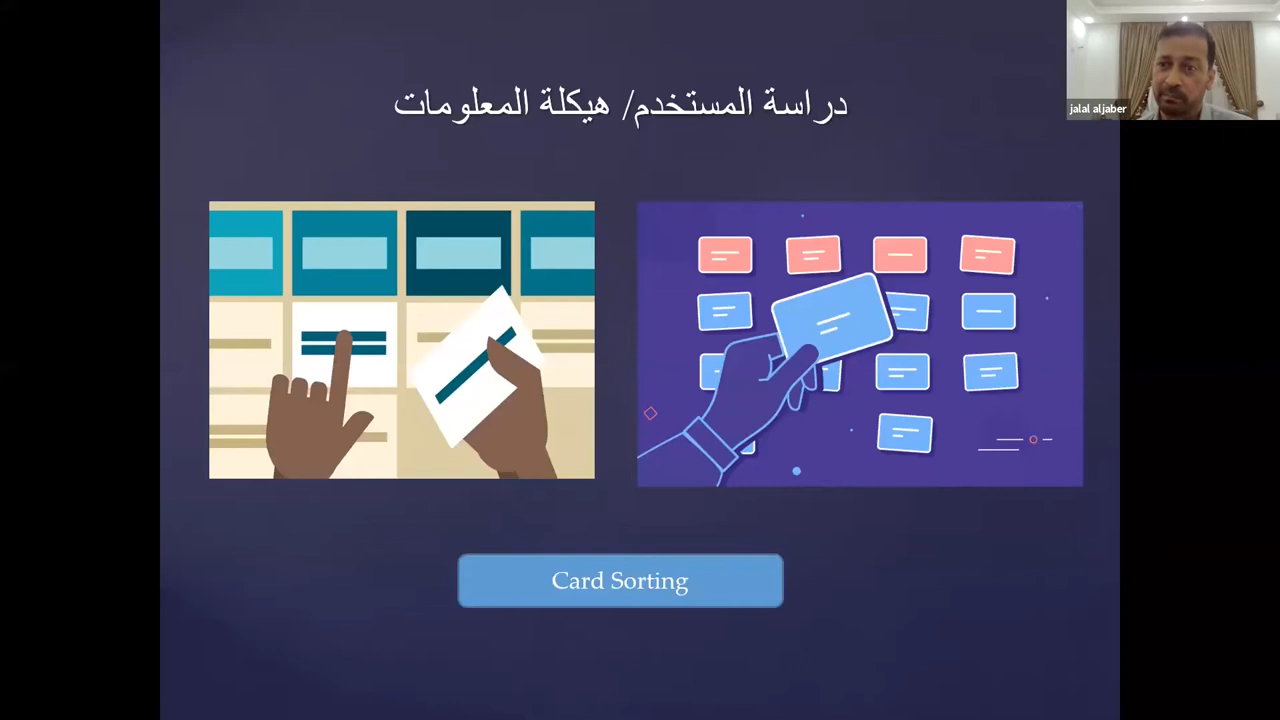 jalal aljaber
دراسة المستخدم/ هيكلة المعلومات
Card Sorting